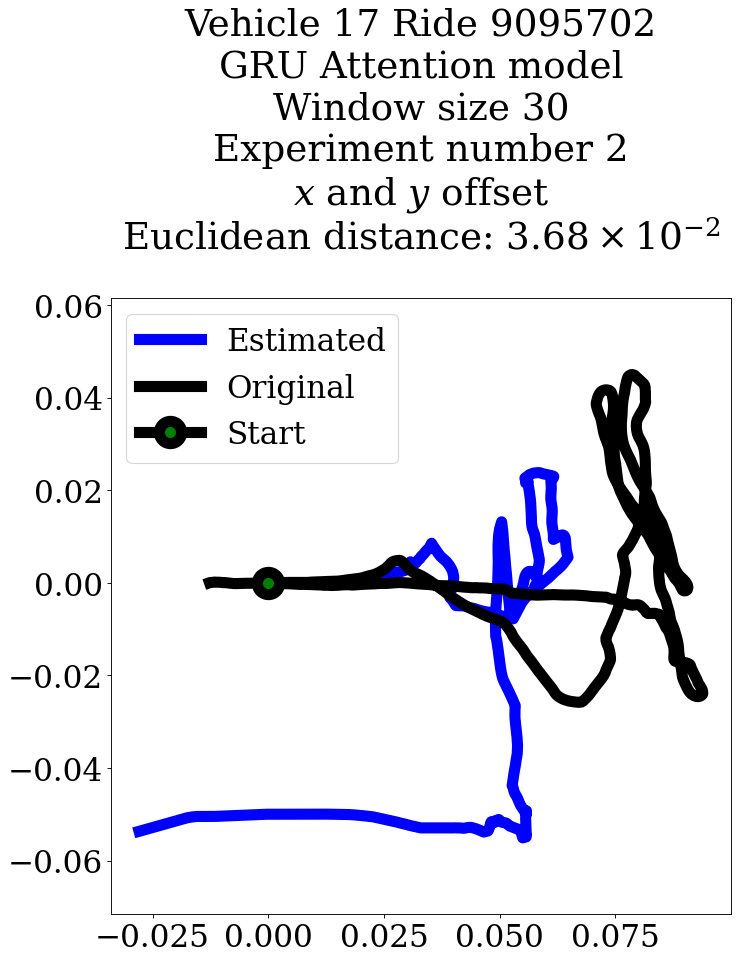 Vehicle 17 Ride 9095702
GRU Attention model
Window size 30
Experiment number 2
x and y offset
Euclidean distance: 3.68 × 10⁻²
0.06
0.04
0.02
0.00
−0.02
−0.04
−0.06
Estimated
Original
Start
−0.025 0.000 0.025 0.050 0.075